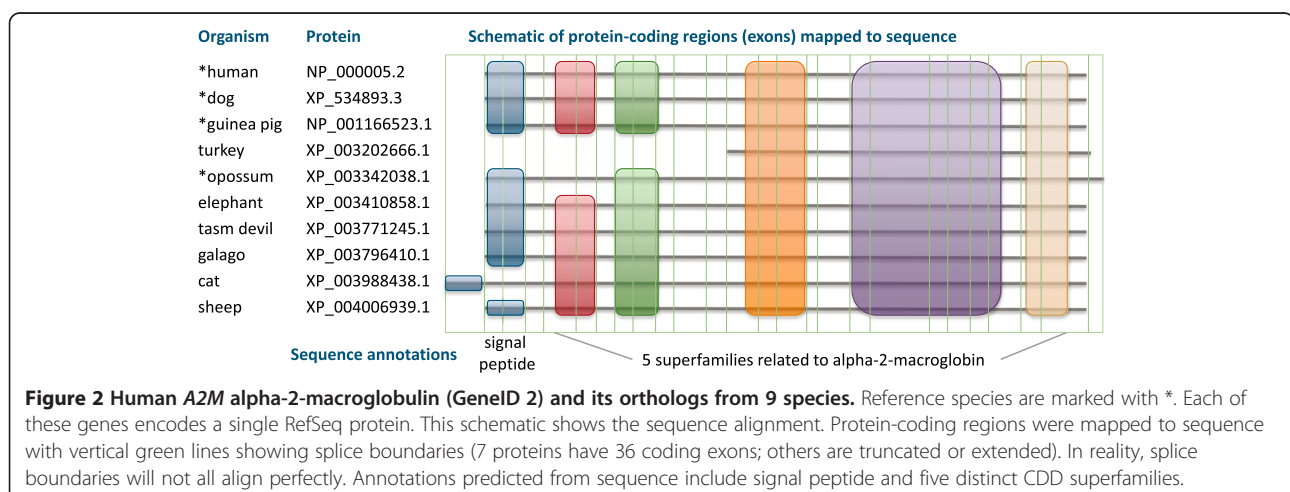 Organism Protein Schematic of protein-coding regions (exons) mapped to sequence
*human NP_000005.2
*dog XP_534893.3
*guinea pig NP_001166523.1
turkey XP_003202666.1
*opossum XP_003342038.1
elephant XP_003410858.1
tasm devil XP_003771245.1
galago XP_003796410.1
cat XP_003988438.1
sheep XP_004006939.1
Sequence annotations
signal
peptide
5 superfamilies related to alpha-2-macroglobin
Figure 2 Human A2M alpha-2-macroglobulin (GeneID 2) and its orthologs from 9 species. Reference species are marked with *. Each of
these genes encodes a single RefSeq protein. This schematic shows the sequence alignment. Protein-coding regions were mapped to sequence
with vertical green lines showing splice boundaries (7 proteins have 36 coding exons; others are truncated or extended). In reality, splice
boundaries will not all align perfectly. Annotations predicted from sequence include signal peptide and five distinct CDD superfamilies.